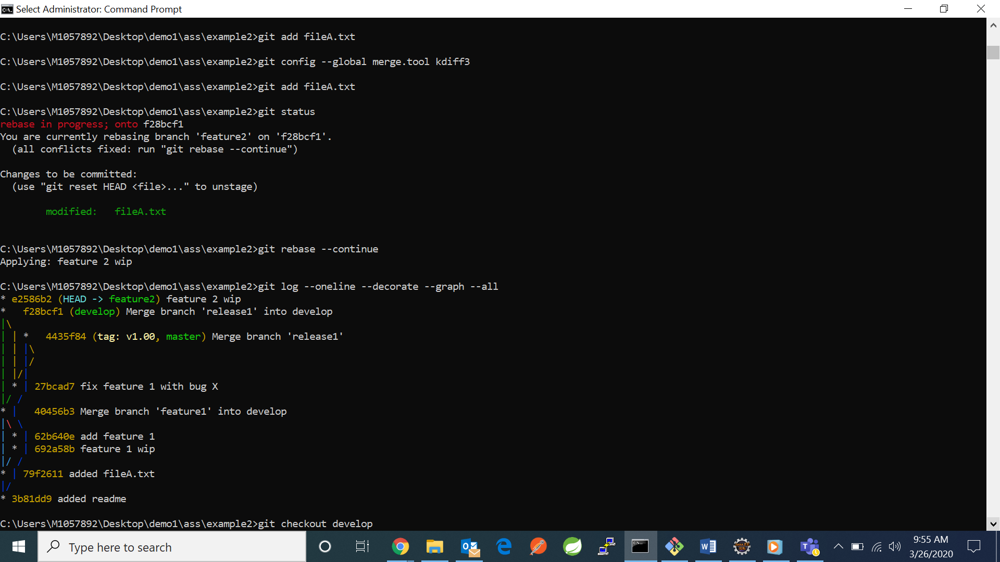 Select Administrator: Command Prompt
C:\Users\M1057892\Desktop\demo1\ass\example2>git add fileA.txt
C:\Users\M1057892\Desktop\demo1\ass\example2>git config --global merge.tool kdiff3
C:\Users\M1057892\Desktop\demo1\ass\example2>git add fileA.txt
C:\Users\M1057892\Desktop\demo1\ass\example2>git status
rebase in progress; onto f28bcf1
You are currently rebasing branch 'feature2' on 'f28bcf1'.
  (all conflicts fixed: run "git rebase --continue")
Changes to be committed:
  (use "git reset HEAD <file>..." to unstage)
        modified:   fileA.txt
C:\Users\M1057892\Desktop\demo1\ass\example2>git rebase --continue
Applying: feature 2 wip
C:\Users\M1057892\Desktop\demo1\ass\example2>git log --oneline --decorate --graph --all
* e2586b2 (HEAD -> feature2) feature 2 wip
*   f28bcf1 (develop) Merge branch 'release1' into develop
|\
| | *   4435f84 (tag: v1.00, master) Merge branch 'release1'
| | |\
| | |/
| |/|
| * | 27bcad7 fix feature 1 with bug X
|/ /
* |   40456b3 Merge branch 'feature1' into develop
|\ \
| * | 62b640e add feature 1
| * | 692a58b feature 1 wip
|/ /
* | 79f2611 added fileA.txt
|/
* 3b81dd9 added readme
C:\Users\M1057892\Desktop\demo1\ass\example2>git checkout develop
Type here to search
9:55 AM
3/26/2020